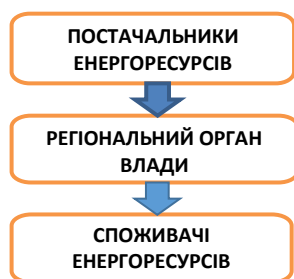 ПОСТАЧАЛЬНИКИ
ЕНЕРГОРЕСУРСІВ
РЕГІОНАЛЬНИЙ ОРГАН
ВЛАДИ
СПОЖИВАЧІ
ЕНЕРГОРЕСУРСІВ